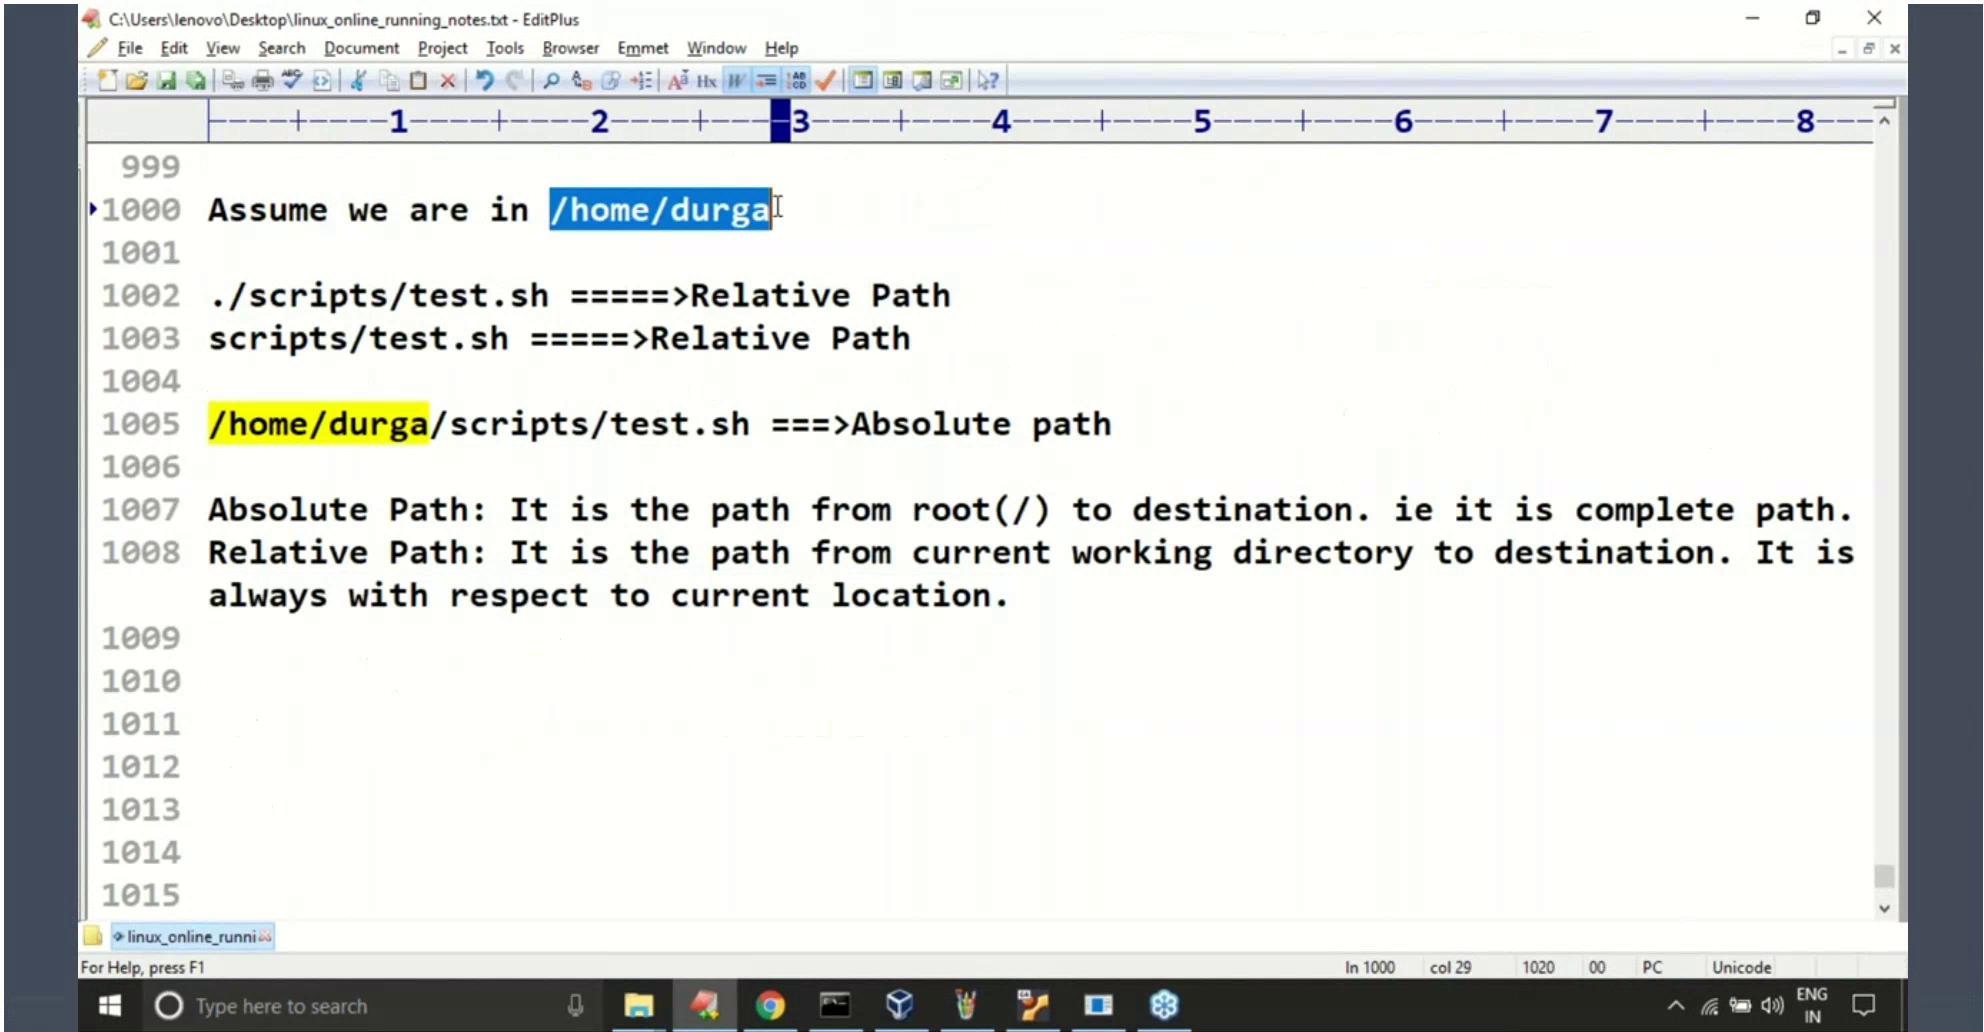 C:\Users\lenovo\Desktop\linux_online_running_notes.txt - EditPlus
File Edit View Search Document Project Tools Browser Emmet Window Help
----+----1----+----2----+----3----+----4----+----5----+----6----+----7----+----8----
999
1000 Assume we are in /home/durga
1001
1002 ./scripts/test.sh =====>Relative Path
1003 scripts/test.sh =====>Relative Path
1004
1005 /home/durga/scripts/test.sh ===>Absolute path
1006
1007 Absolute Path: It is the path from root(/) to destination. ie it is complete path.
1008 Relative Path: It is the path from current working directory to destination. It is
always with respect to current location.
1009
1010
1011
1012
1013
1014
1015
linux_online_runni
For Help, press F1 ln 1000 col 29 1020 00 PC Unicode
Type here to search ENG
IN